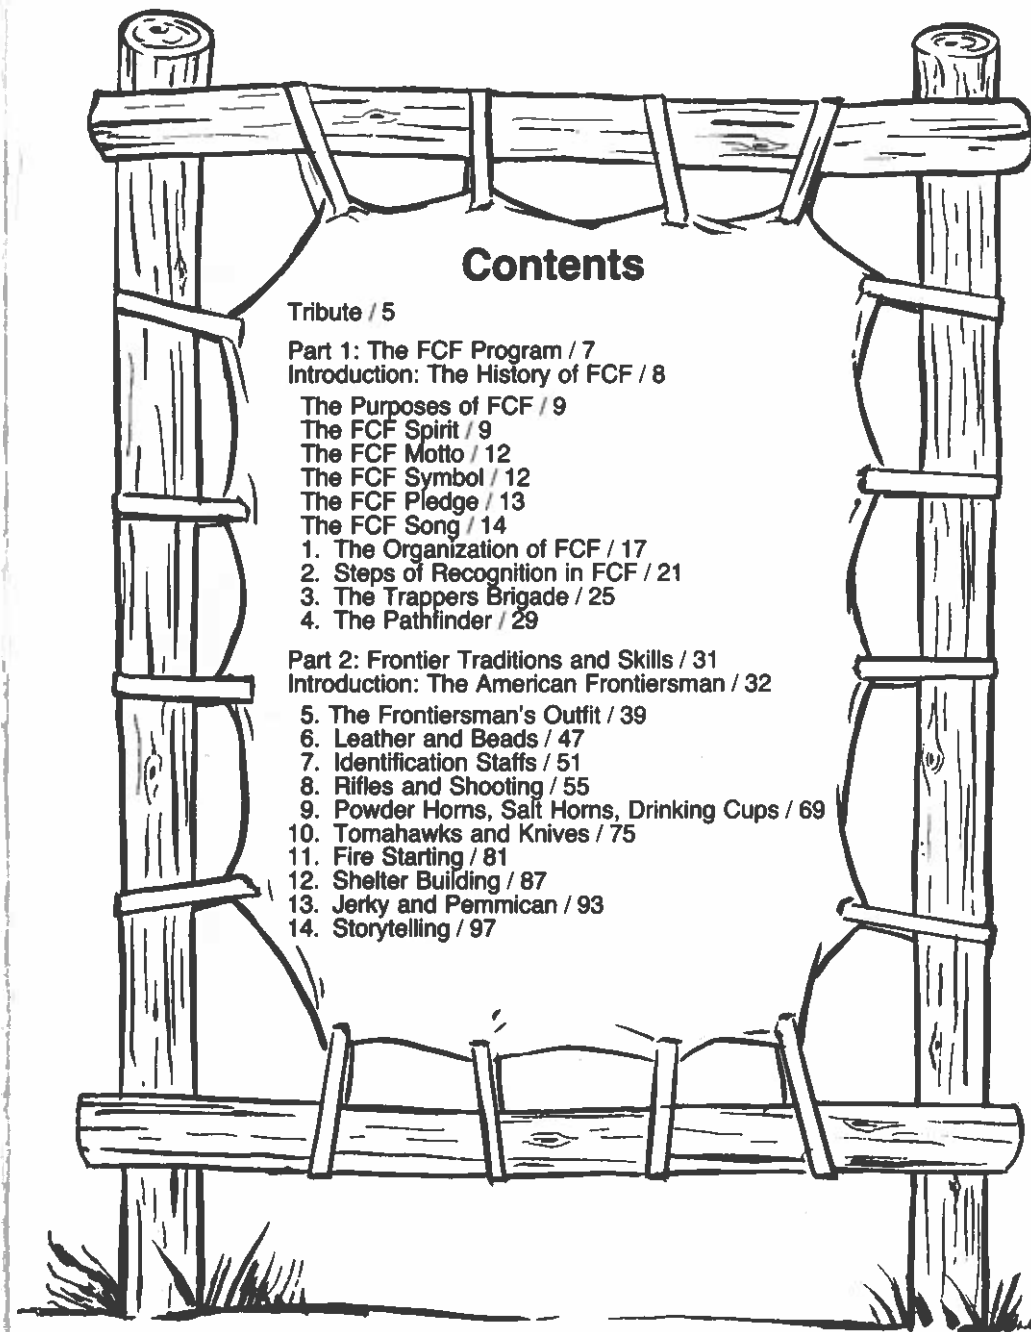 Contents
Tribute / 5
Part 1: The FCF Program / 7
Introduction: The History of FCF / 8
The Purposes of FCF / 9
The FCF Spirit / 9
The FCF Motto / 12
The FCF Symbol / 12
The FCF Pledge / 13
The FCF Song / 14
1. The Organization of FCF / 17
2. Steps of Recognition in FCF / 21
3. The Trappers Brigade / 25
4. The Pathfinder / 29
Part 2: Frontier Traditions and Skills / 31
Introduction: The American Frontiersman / 32
5. The Frontiersman's Outfit / 39
6. Leather and Beads / 47
7. Identification Staffs / 51
8. Rifles and Shooting / 55
9. Powder Horns, Salt Horns, Drinking Cups / 69
10. Tomahawks and Knives / 75
11. Fire Starting / 81
12. Shelter Building / 87
13. Jerky and Pemmican / 93
14. Storytelling / 97